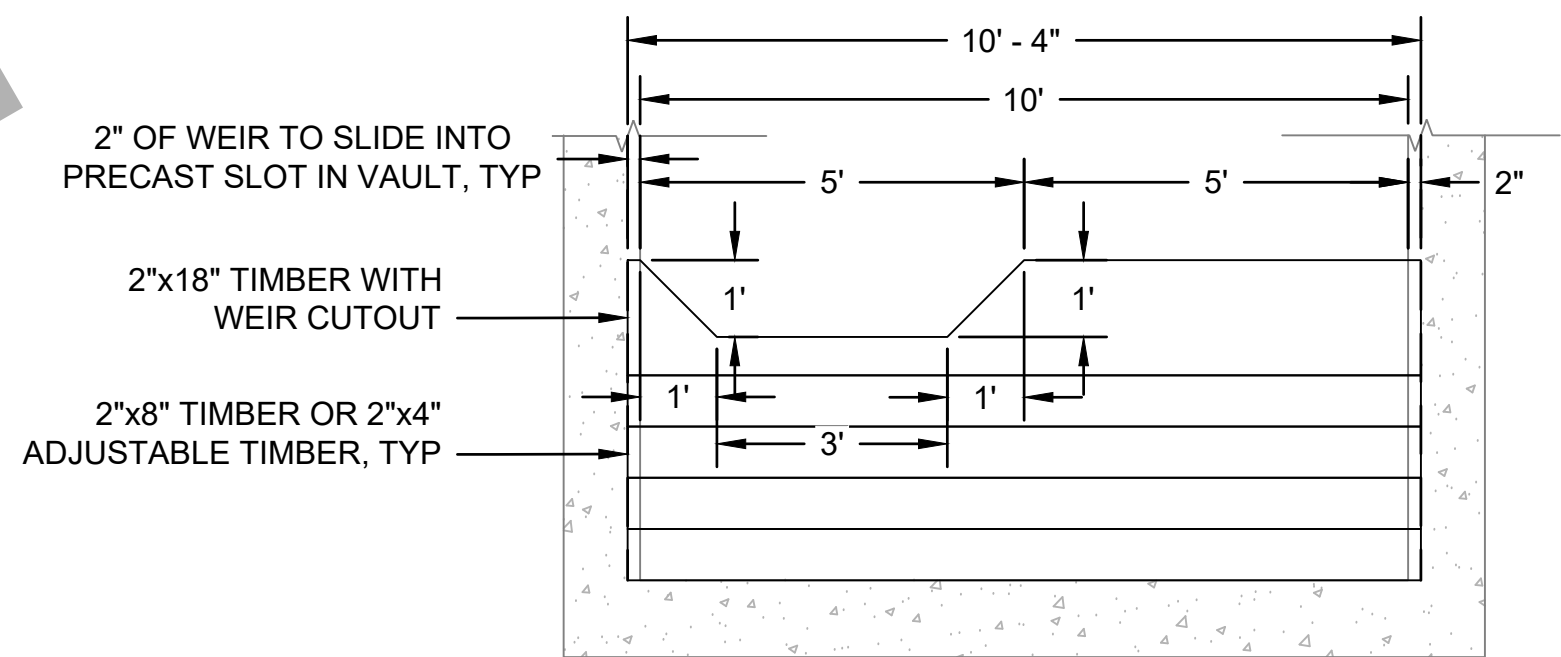 10' - 4"
10'
2" OF WEIR TO SLIDE INTO
PRECAST SLOT IN VAULT, TYP
5'
5'
2"
2"x18" TIMBER WITH
WEIR CUTOUT
1'
1'
2"x8" TIMBER OR 2"x4"
ADJUSTABLE TIMBER, TYP
1'
1'
3'